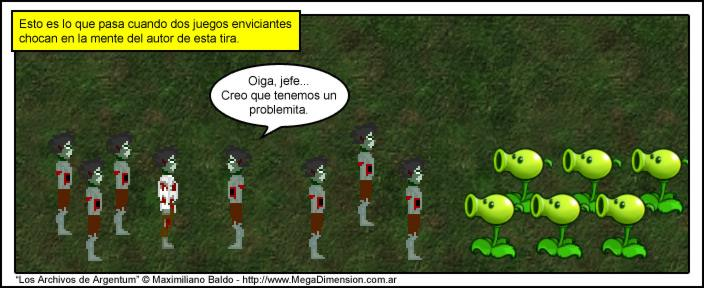 Esto es lo que pasa cuando dos juegos enviciantes
chocan en la mente del autor de esta tira.
Oiga, jefe...
Creo que tenemos un
problemita.
"Los Archivos de Argentum" © Maximiliano Baldo - http://www.MegaDimension.com.ar